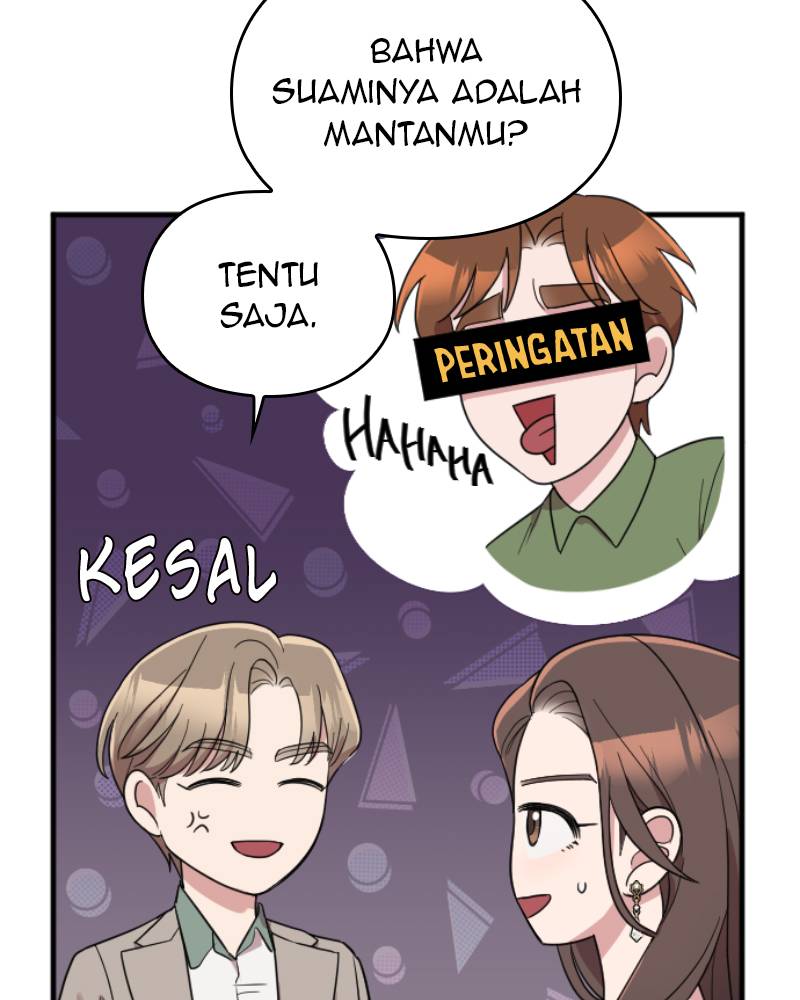 BAHWA
SUAMINYA ADALAH
MANTANMU?
TENTU
SAJA.
PERINGATAN
HAHAHA
KESAL